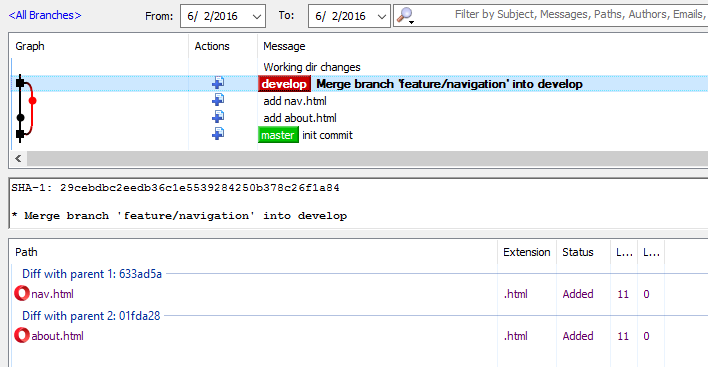 <All Branches> From: 6/ 2/2016 To: 6/ 2/2016 Filter by Subject, Messages, Paths, Authors, Emails,
Graph Actions Message
Working dir changes
develop Merge branch 'feature/navigation' into develop
add nav.html
add about.html
master init commit
SHA-1: 29cebdbc2eedb36c1e5539284250b378c26f1a84
* Merge branch 'feature/navigation' into develop
Path Extension Status L... L...
Diff with parent 1: 633ad5a
nav.html .html Added 11 0
Diff with parent 2: 01fda28
about.html .html Added 11 0